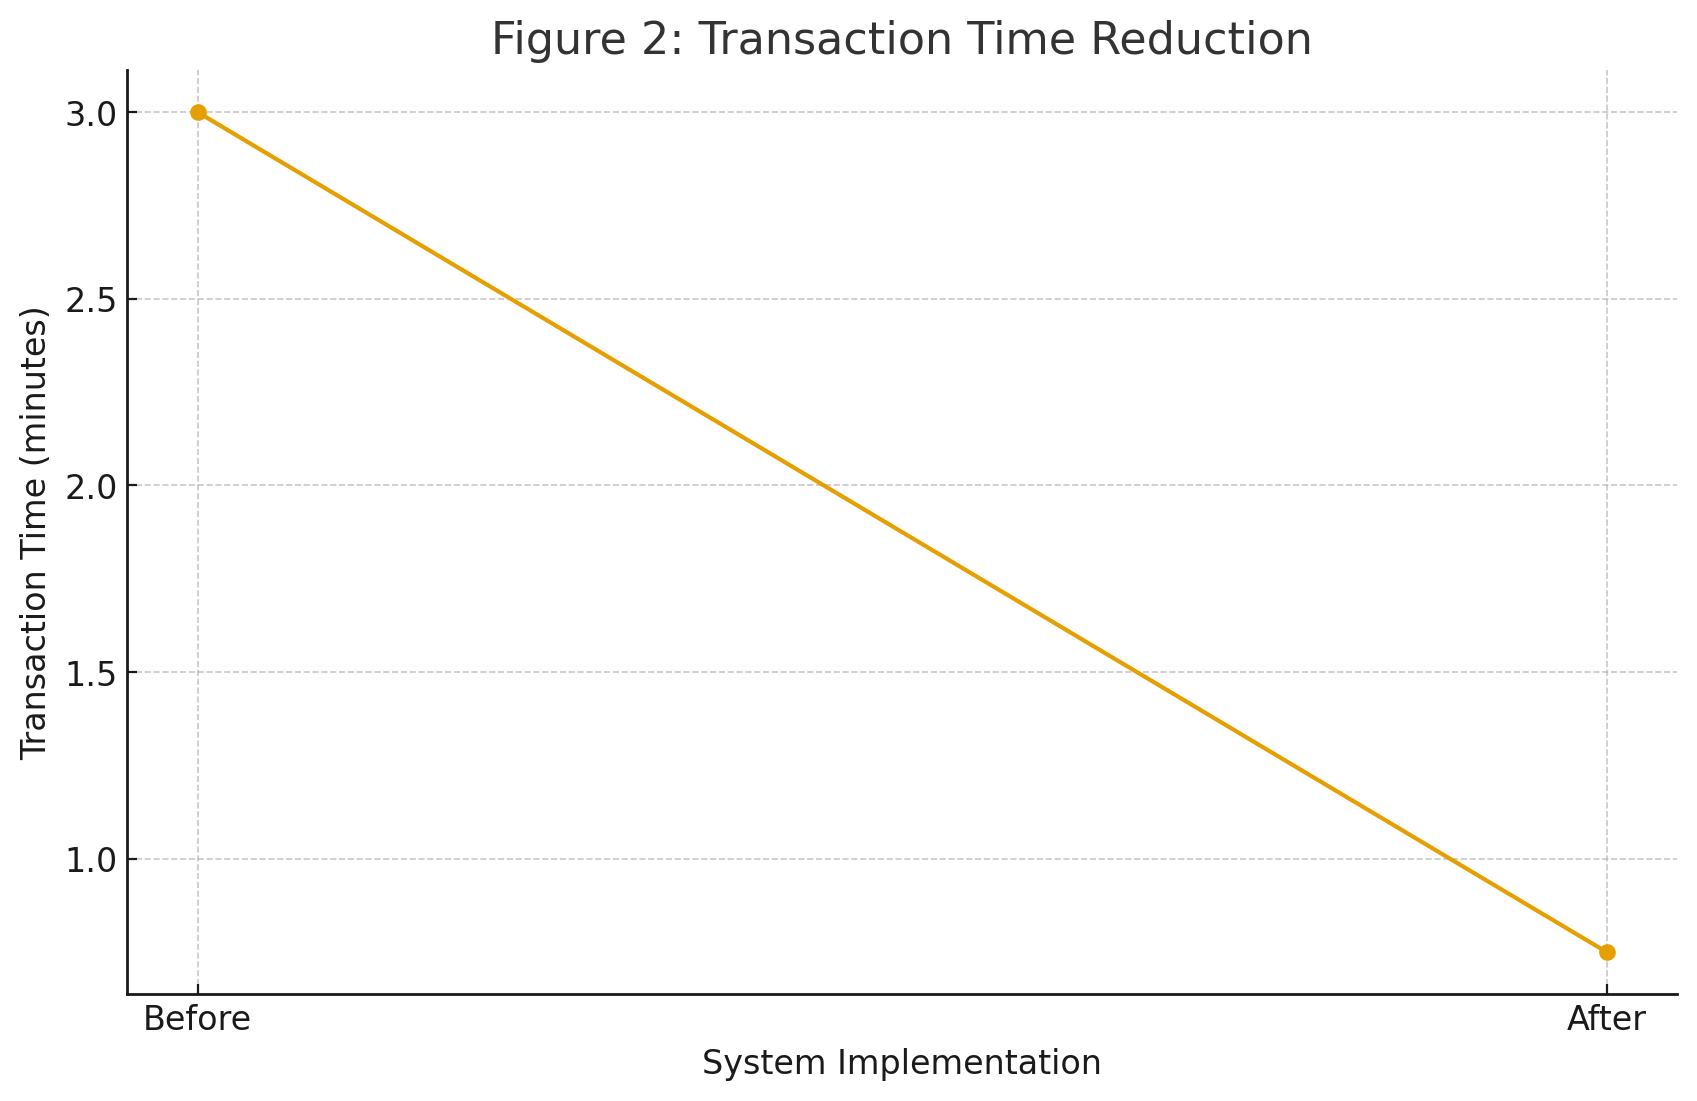 Figure 2: Transaction Time Reduction
3.0
2.5
2.0
1.5
1.0
Transaction Time (minutes)
Before
After
System Implementation